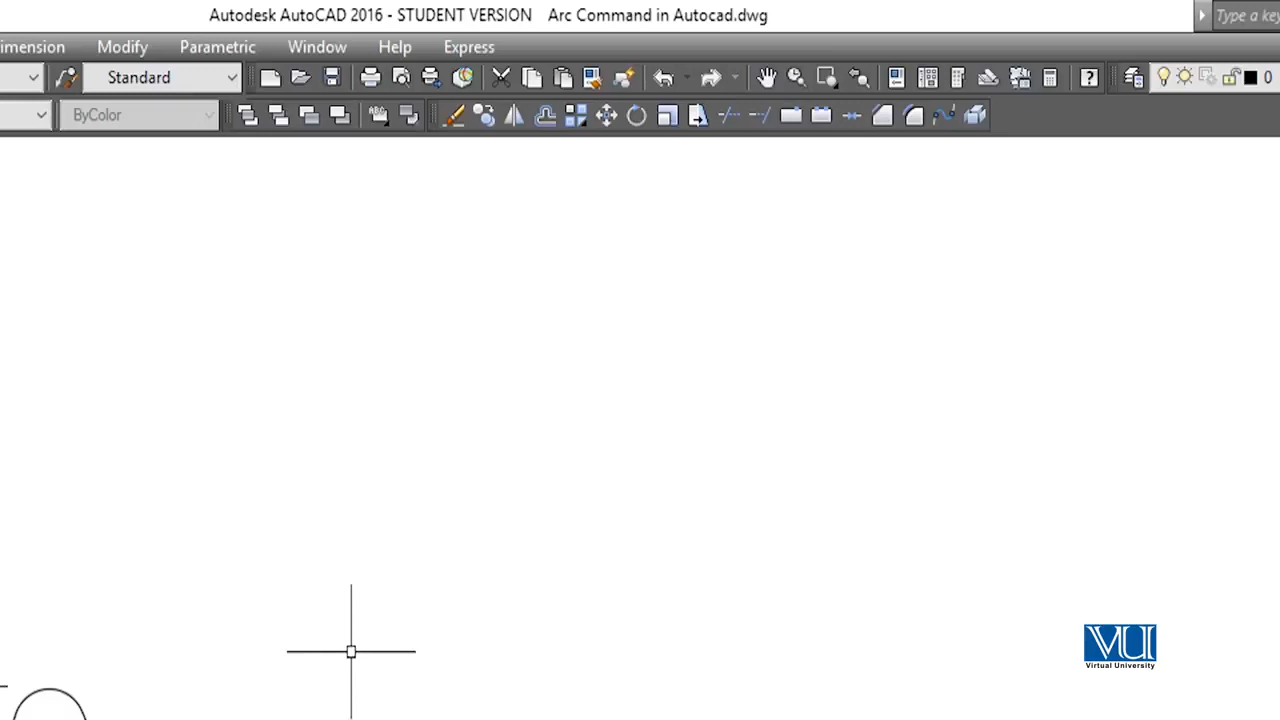 Autodesk AutoCAD 2016 - STUDENT VERSION Arc Command in Autocad.dwg
Type a key
imension Modify Parametric Window Help Express
Standard
0
ByColor
VU
Virtual University